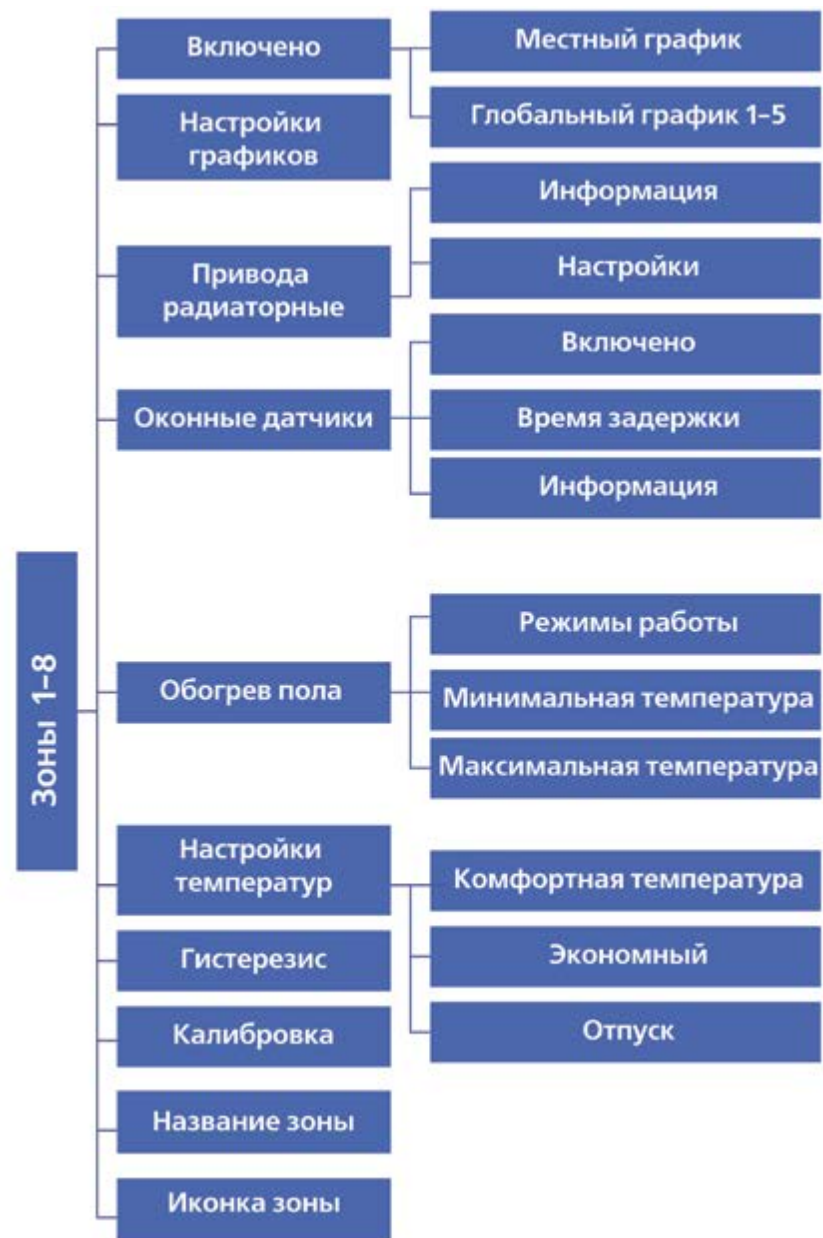 Зоны 1–8
Включено
Местный график
Глобальный график 1–5
Настройки
графиков
Привода
радиаторные
Информация
Настройки
Оконные датчики
Включено
Время задержки
Информация
Обогрев пола
Режимы работы
Минимальная температура
Максимальная температура
Настройки
температур
Комфортная температура
Экономный
Отпуск
Гистерезис
Калибровка
Название зоны
Иконка зоны